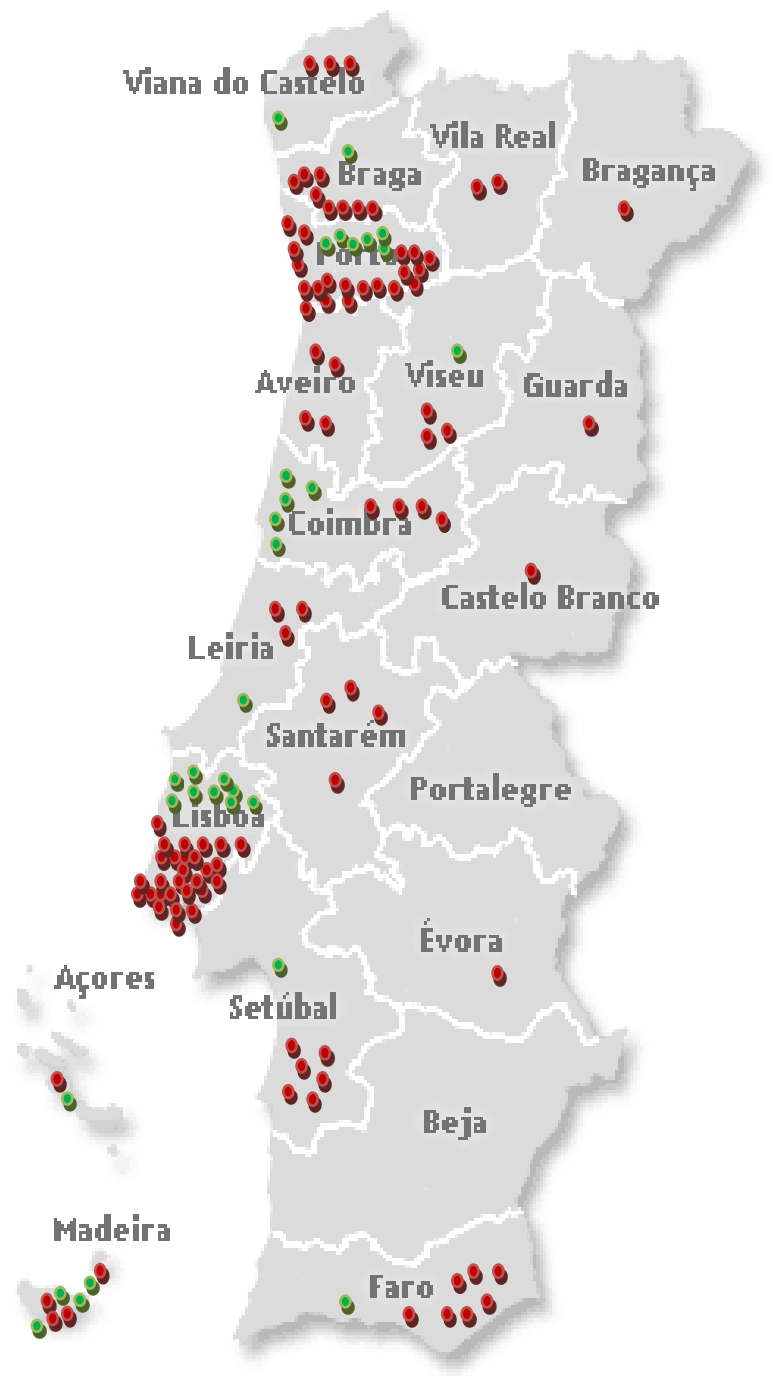 Viana do Castelo
Vila Real
Braga
Bragança
Porto
Aveiro
Viseu
Guarda
Coimbra
Castelo Branco
Leiria
Santarém
Portalegre
Lisboa
Évora
Açores
Setúbal
Beja
Madeira
Faro